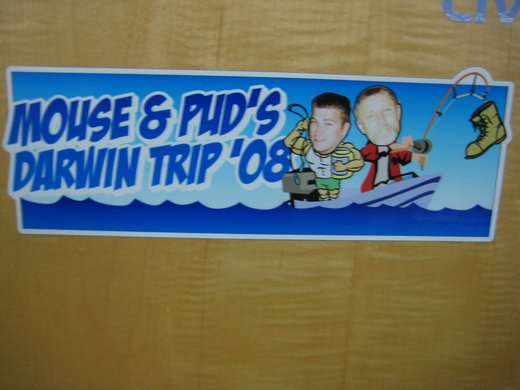 MOUSE & PUD'S
DARWIN TRIP '08